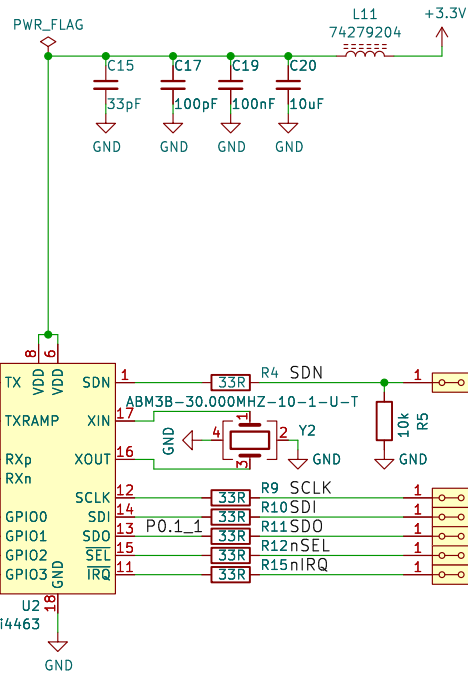 L11
+3.3V
PWR_FLAG
74279204
C15
C17
C19
C20
33pF
100pF
100nF
10uF
GND
GND
GND
GND
8
6
VDD
VDD
TX
SDN
1
33R
R4
SDN
1
ABM3B-30.000MHZ-10-1-U-T
TXRAMP
XIN
17
1
10k
R5
GND
4
2
Y2
RXp
XOUT
16
3
GND
GND
RXn
SCLK
12
33R
R9
SCLK
1
GPIO0
SDI
14
33R
R10
SDI
1
P0.1_1
GPIO1
SDO
13
33R
R11
SDO
1
GPIO2
SEL
15
33R
R12
nSEL
1
GPIO3
GND
IRQ
11
33R
R15
nIRQ
1
U2
18
i4463
GND